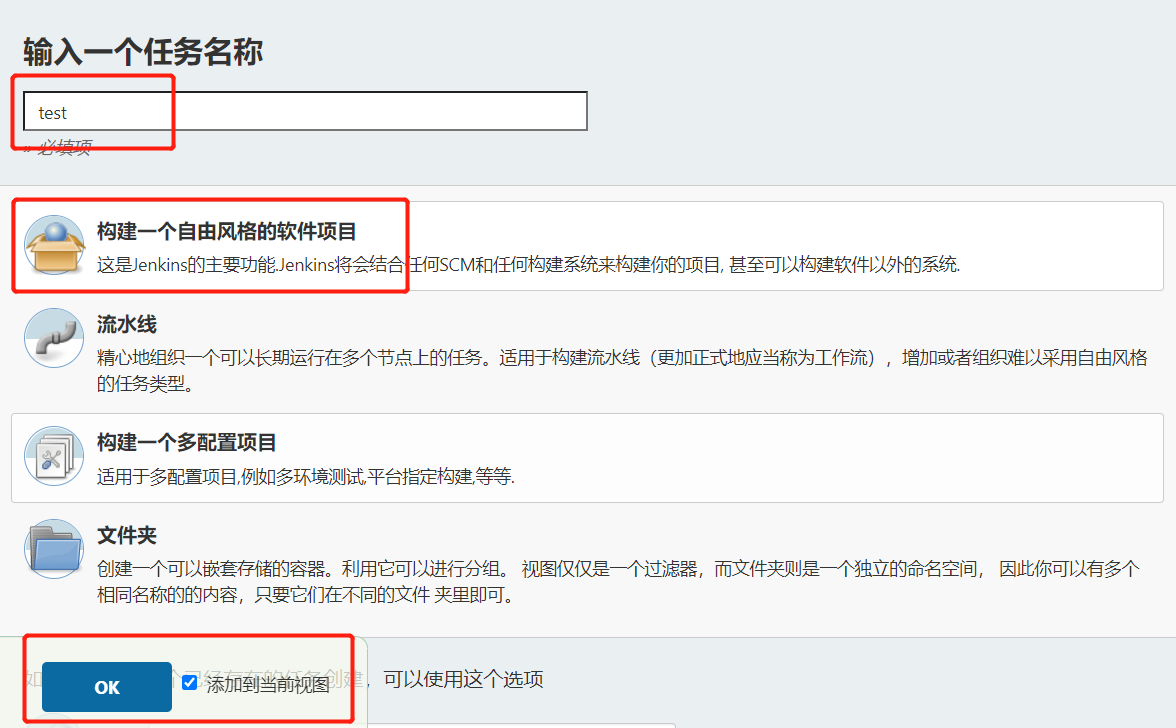 输入一个任务名称
test
» 必填项
构建一个自由风格的软件项目
这是Jenkins的主要功能.Jenkins将会结合任何SCM和任何构建系统来构建你的项目, 甚至可以构建软件以外的系统.
流水线
精心地组织一个可以长期运行在多个节点上的任务。适用于构建流水线（更加正式地应当称为工作流），增加或者组织难以采用自由风格
的任务类型。
构建一个多配置项目
适用于多配置项目,例如多环境测试,平台指定构建,等等.
文件夹
创建一个可以嵌套存储的容器。利用它可以进行分组。 视图仅仅是一个过滤器，而文件夹则是一个独立的命名空间， 因此你可以有多个
相同名称的的内容，只要它们在不同的文件 夹里即可。
如 个已经存在的任务创建，可以使用这个选项
OK 添加到当前视图